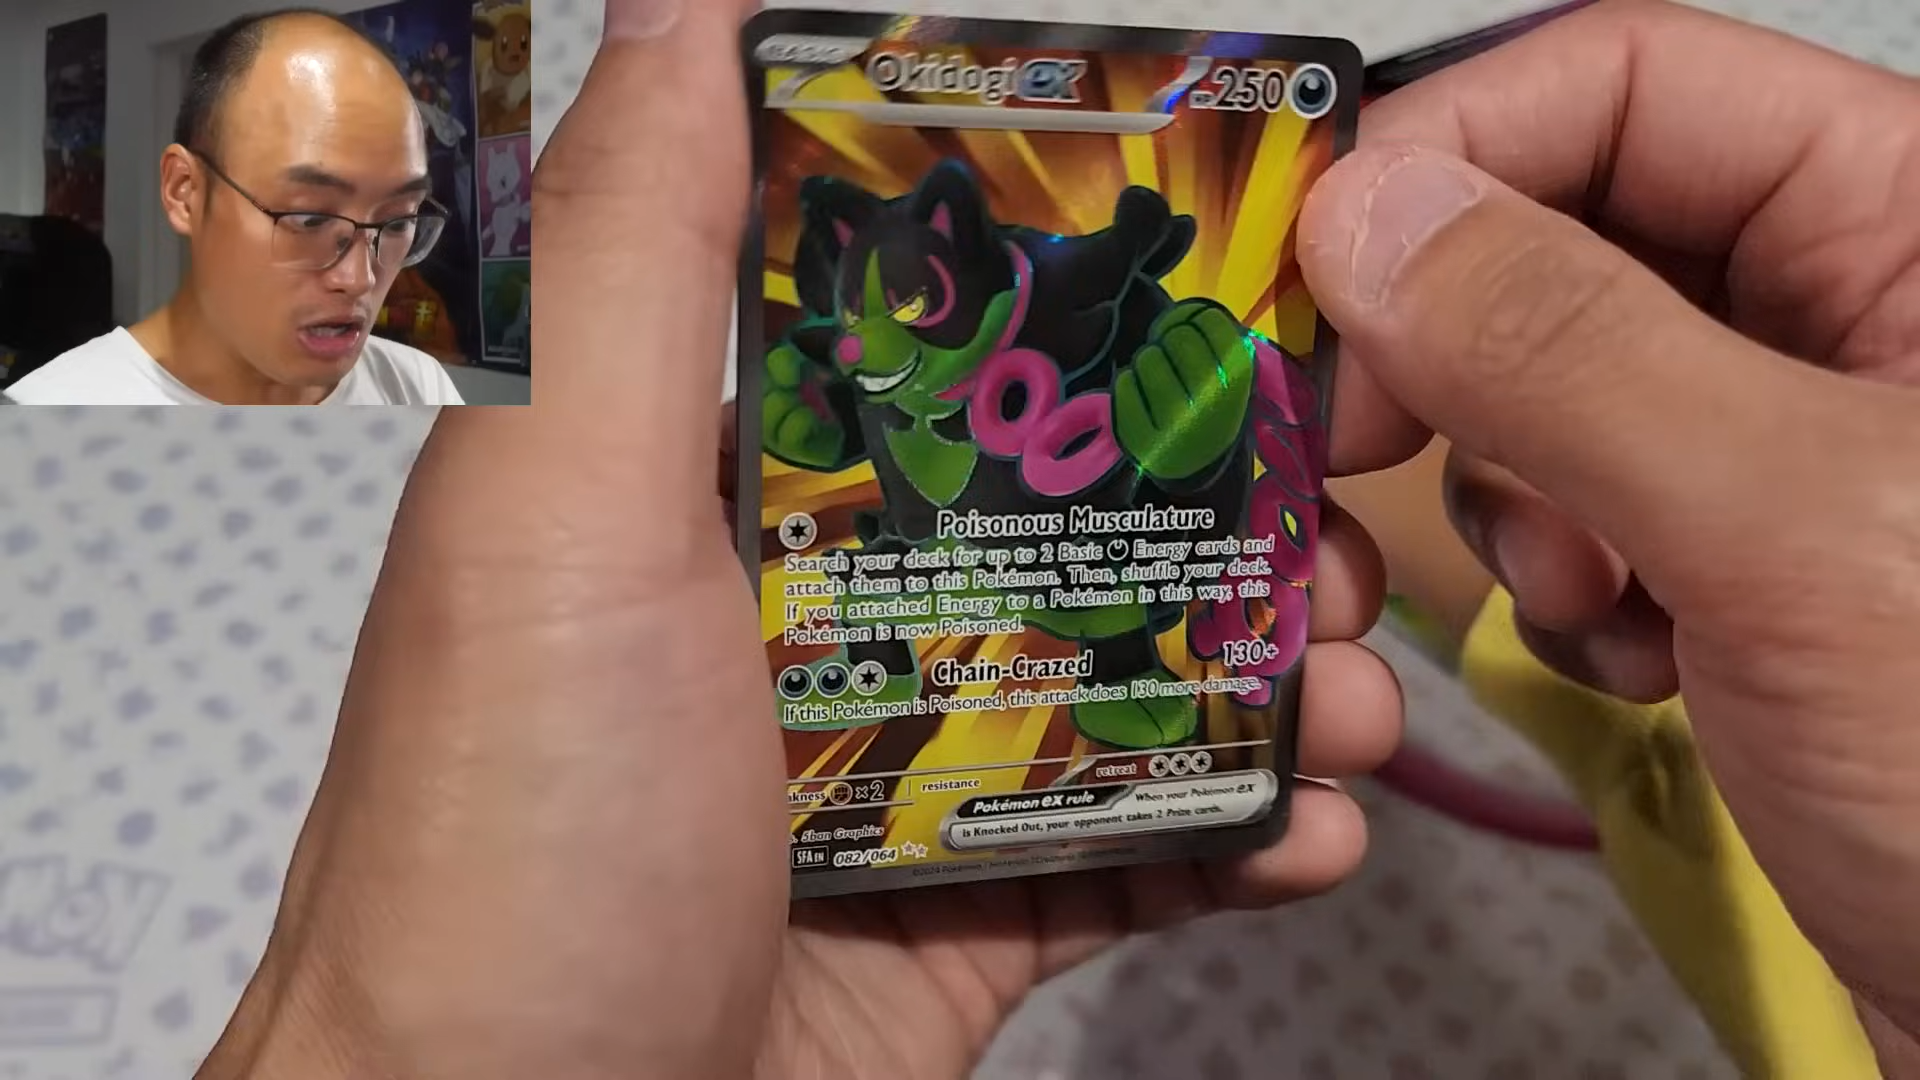 BASIC
Okidogi ex
HP 250
Poisonous Musculature
Search your deck for up to 2 Basic Energy cards and
attach them to this Pokémon. Then, shuffle your deck.
If you attached Energy to a Pokémon in this way, this
Pokémon is now Poisoned.
Chain-Crazed 130+
If this Pokémon is Poisoned, this attack does 130 more damage.
akness ×2 resistance
retreat
Pokémon ex rule When your Pokémon ex
is Knocked Out, your opponent takes 2 Prize cards.
. 5ban Graphics
SFA EN 082/064